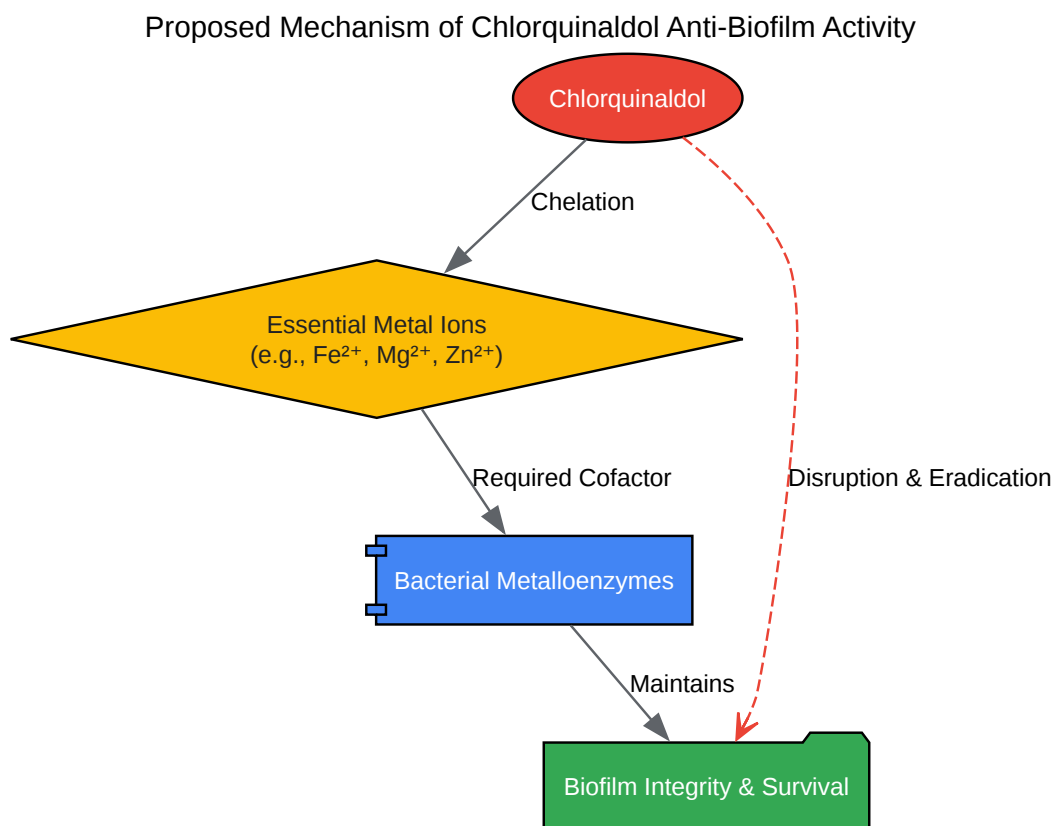 Proposed Mechanism of Chlorquinaldol Anti-Biofilm Activity
Chlorquinaldol
Chelation
Essential Metal Ions
(e.g., Fe²⁺, Mg²⁺, Zn²⁺)
Required Cofactor
Disruption & Eradication
Bacterial Metalloenzymes
Maintains
Biofilm Integrity & Survival